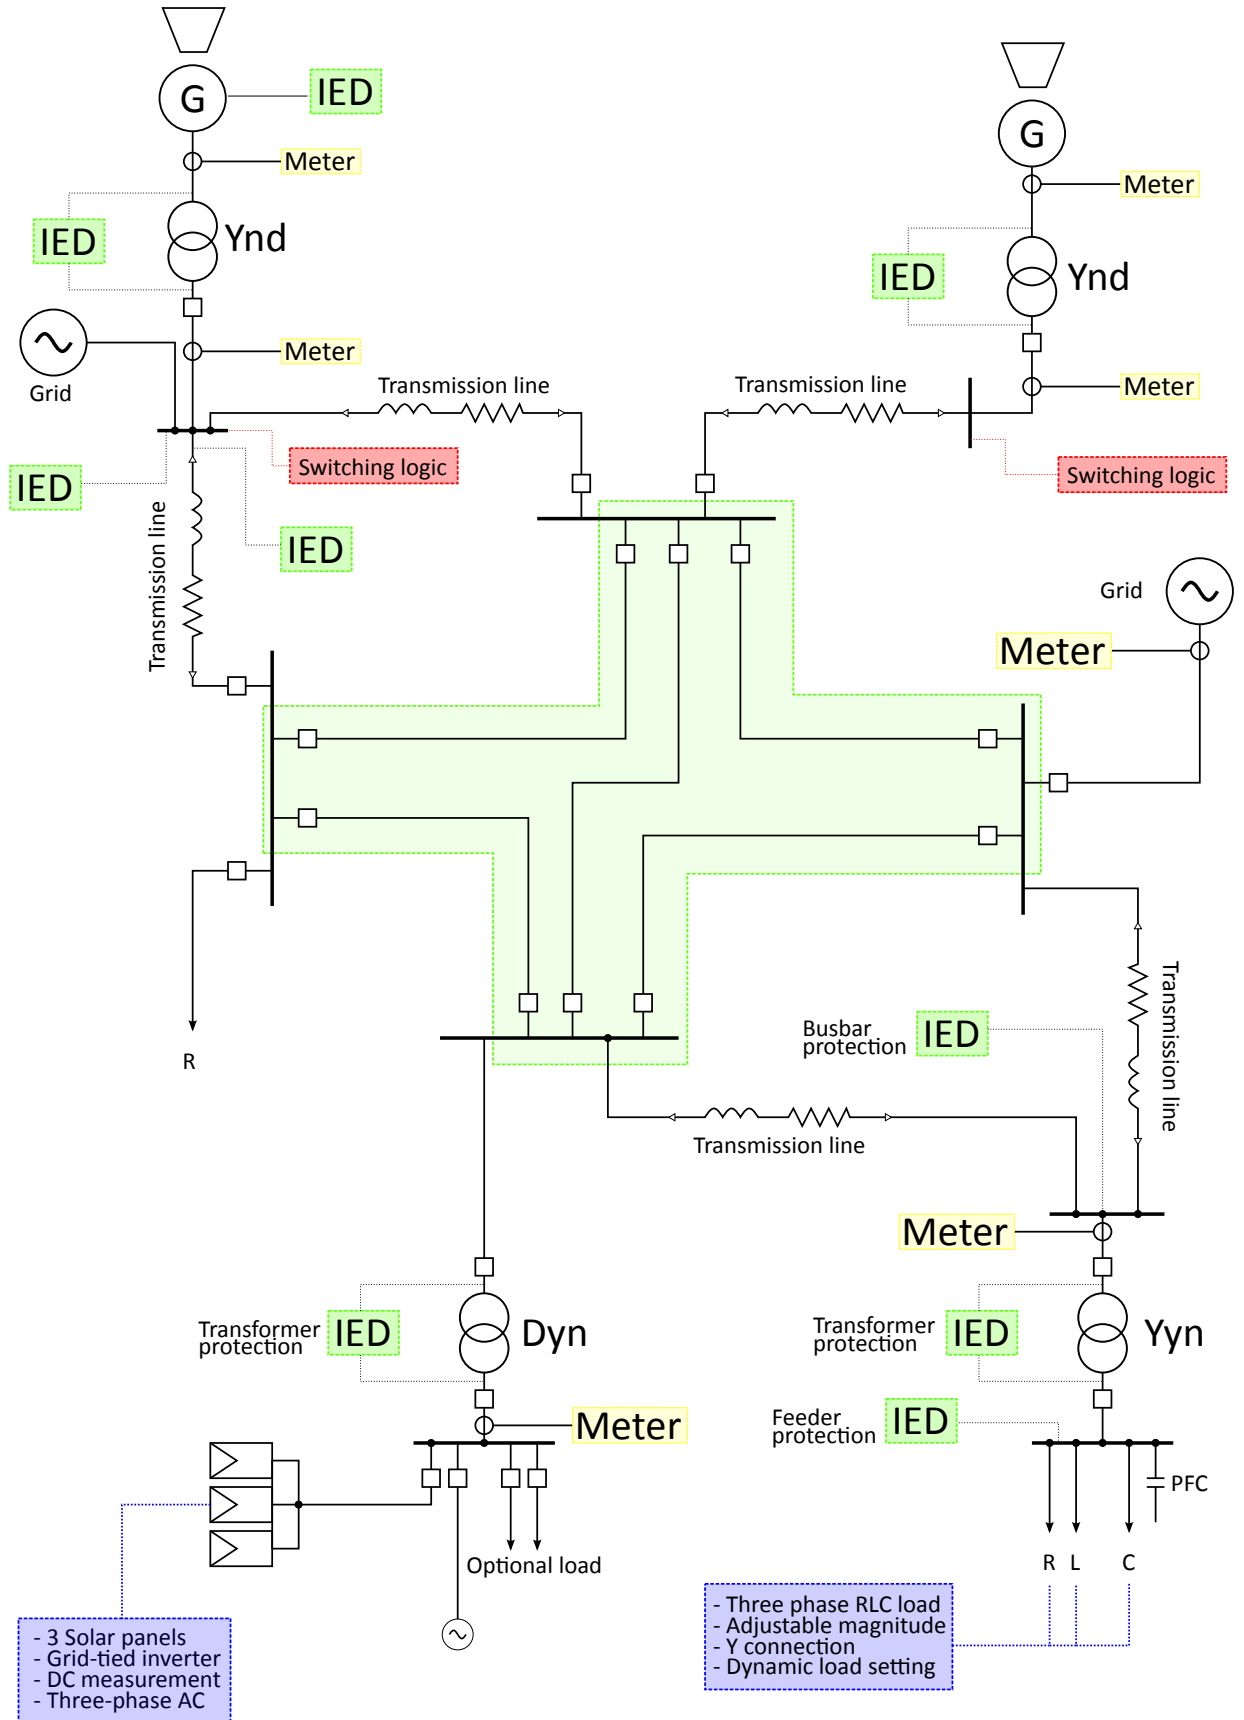 G
IED
Meter
G
Meter
IED
Ynd
IED
Ynd
Grid
Meter
Transmission line
Transmission line
Meter
Switching logic
Switching logic
IED
IED
Transmission line
Grid
Meter
R
Busbar
protection
IED
Transmission line
Transmission line
Meter
Transformer
protection
IED
Dyn
Transformer
protection
IED
Yyn
Meter
Feeder
protection
IED
PFC
Optional load
R
L
C
- 3 Solar panels
- Grid-tied inverter
- DC measurement
- Three-phase AC
- Three phase RLC load
- Adjustable magnitude
- Y connection
- Dynamic load setting